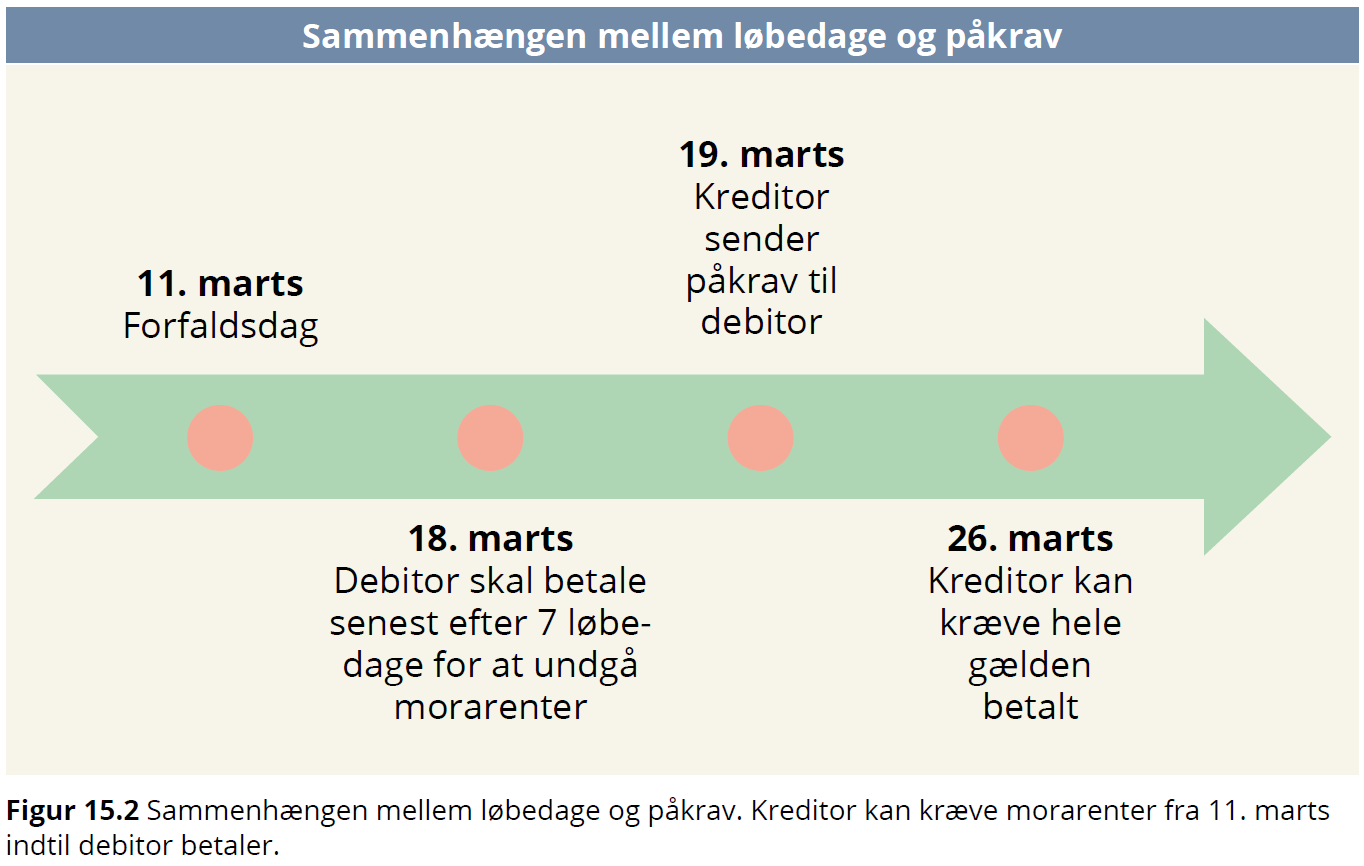 Sammenhængen mellem løbedage og påkrav
11. marts
Forfaldsdag
18. marts
Debitor skal betale
senest efter 7 løbe-
dage for at undgå
morarenter
19. marts
Kreditor
sender
påkrav til
debitor
26. marts
Kreditor kan
kræve hele
gælden
betalt
Figur 15.2 Sammenhængen mellem løbedage og påkrav. Kreditor kan kræve morarenter fra 11. marts
indtil debitor betaler.